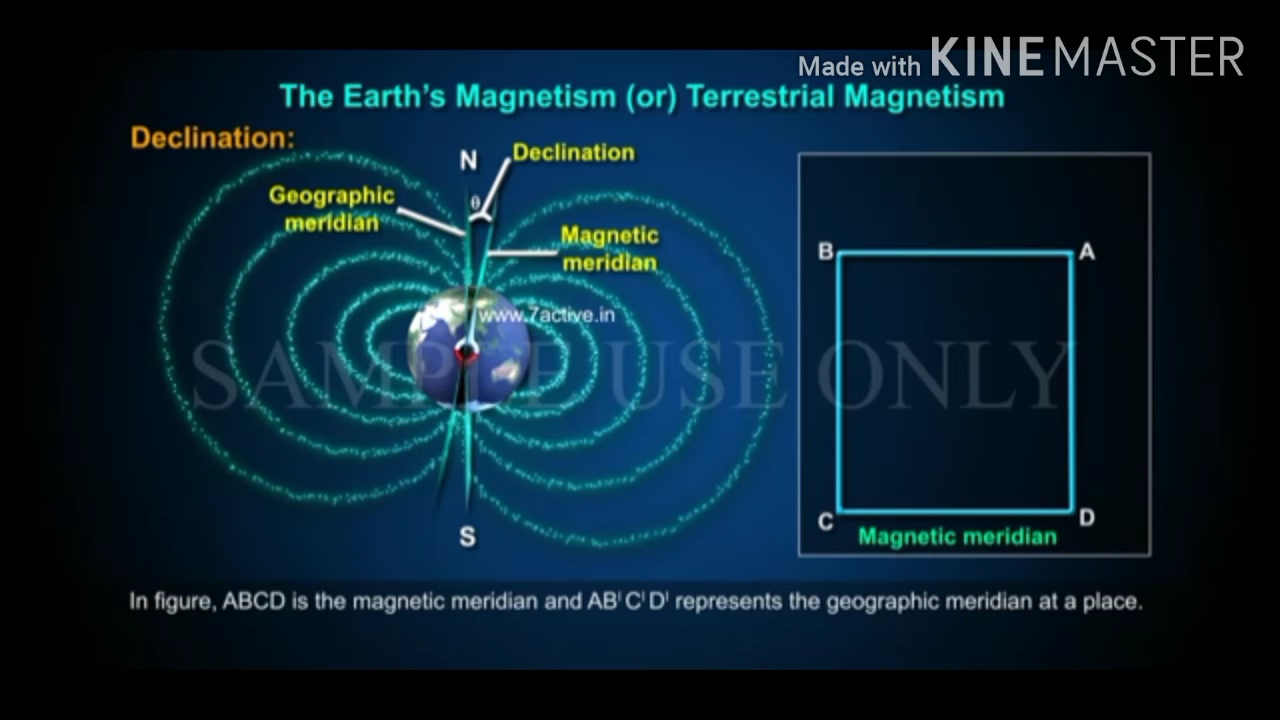 Made with KINEMASTER
The Earth's Magnetism (or) Terrestrial Magnetism
Declination:
N
Declination
Geographic
meridian
θ
Magnetic
meridian
www.7active.in
SAMPLE USE ONLY
S
B
A
C
D
Magnetic meridian
In figure, ABCD is the magnetic meridian and AB' C' D' represents the geographic meridian at a place.